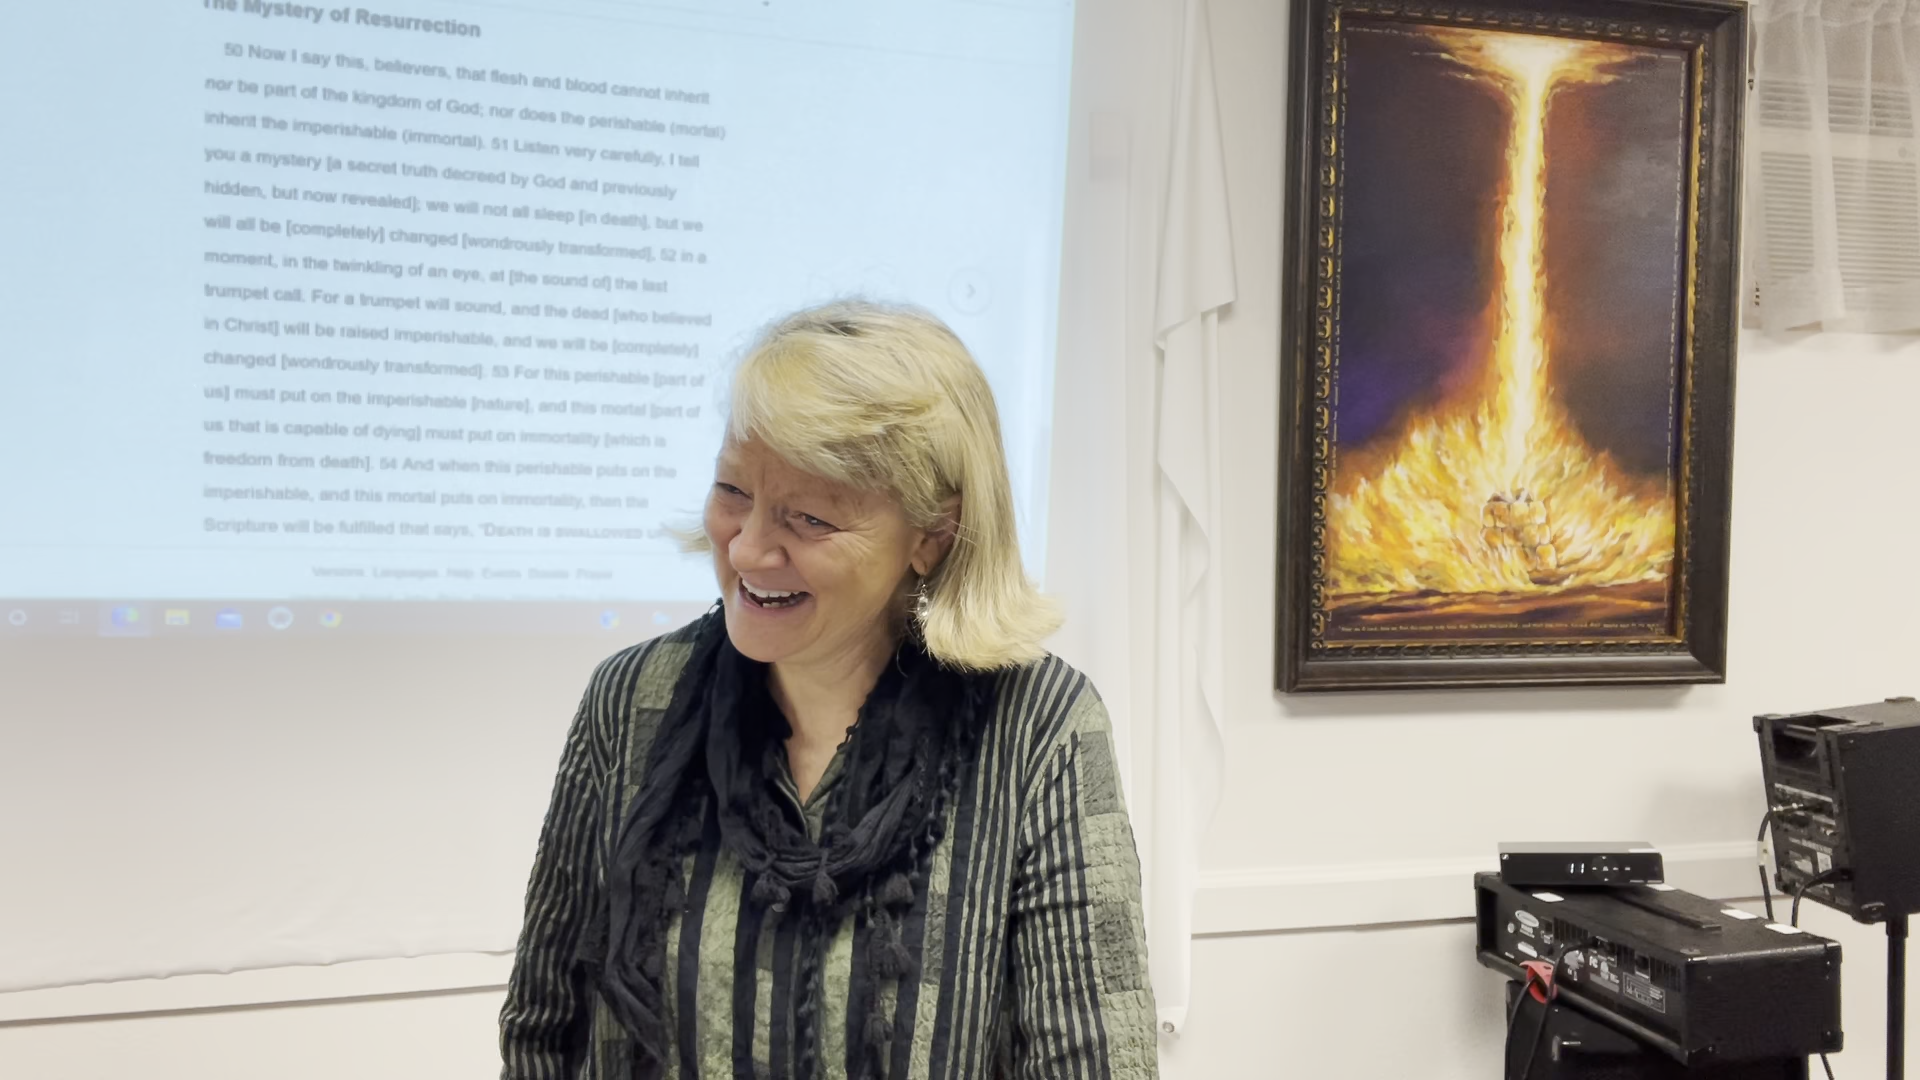 The Mystery of Resurrection
50 Now I say this, believers, that flesh and blood cannot inherit
nor be part of the kingdom of God; nor does the perishable (mortal)
inherit the imperishable (immortal). 51 Listen very carefully, I tell
you a mystery [a secret truth decreed by God and previously
hidden, but now revealed]; we will not all sleep [in death], but we
will all be [completely] changed [wondrously transformed], 52 in a
moment, in the twinkling of an eye, at [the sound of] the last
trumpet call. For a trumpet will sound, and the dead [who believed
in Christ] will be raised imperishable, and we will be [completely]
changed [wondrously transformed]. 53 For this perishable [part of
us] must put on the imperishable [nature], and this mortal [part of
us that is capable of dying] must put on immortality [which is
freedom from death]. 54 And when this perishable puts on the
imperishable, and this mortal puts on immortality, then the
Scripture will be fulfilled that says, "DEATH IS SWALLOWED U
Versions Languages Help Events